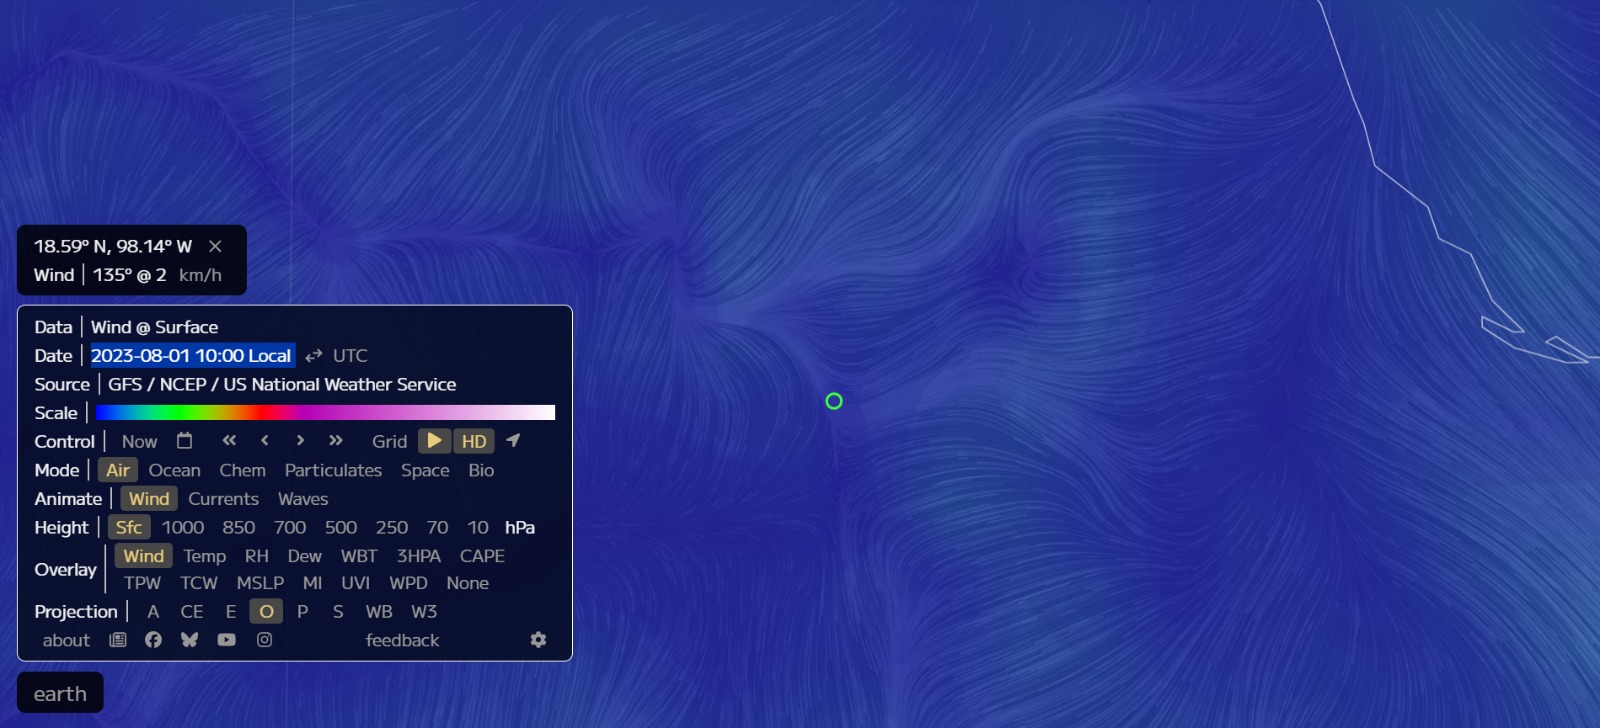 18.59° N, 98.14° W ×
Wind | 135° @ 2 km/h
Data | Wind @ Surface
Date | 2023-08-01 10:00 Local ⇄ UTC
Source | GFS / NCEP / US National Weather Service
Scale |
Control | Now « ‹ › » Grid HD
Mode | Air Ocean Chem Particulates Space Bio
Animate | Wind Currents Waves
Height | Sfc 1000 850 700 500 250 70 10 hPa
Overlay | Wind Temp RH Dew WBT 3HPA CAPE
TPW TCW MSLP MI UVI WPD None
Projection | A CE E O P S WB W3
about feedback
earth